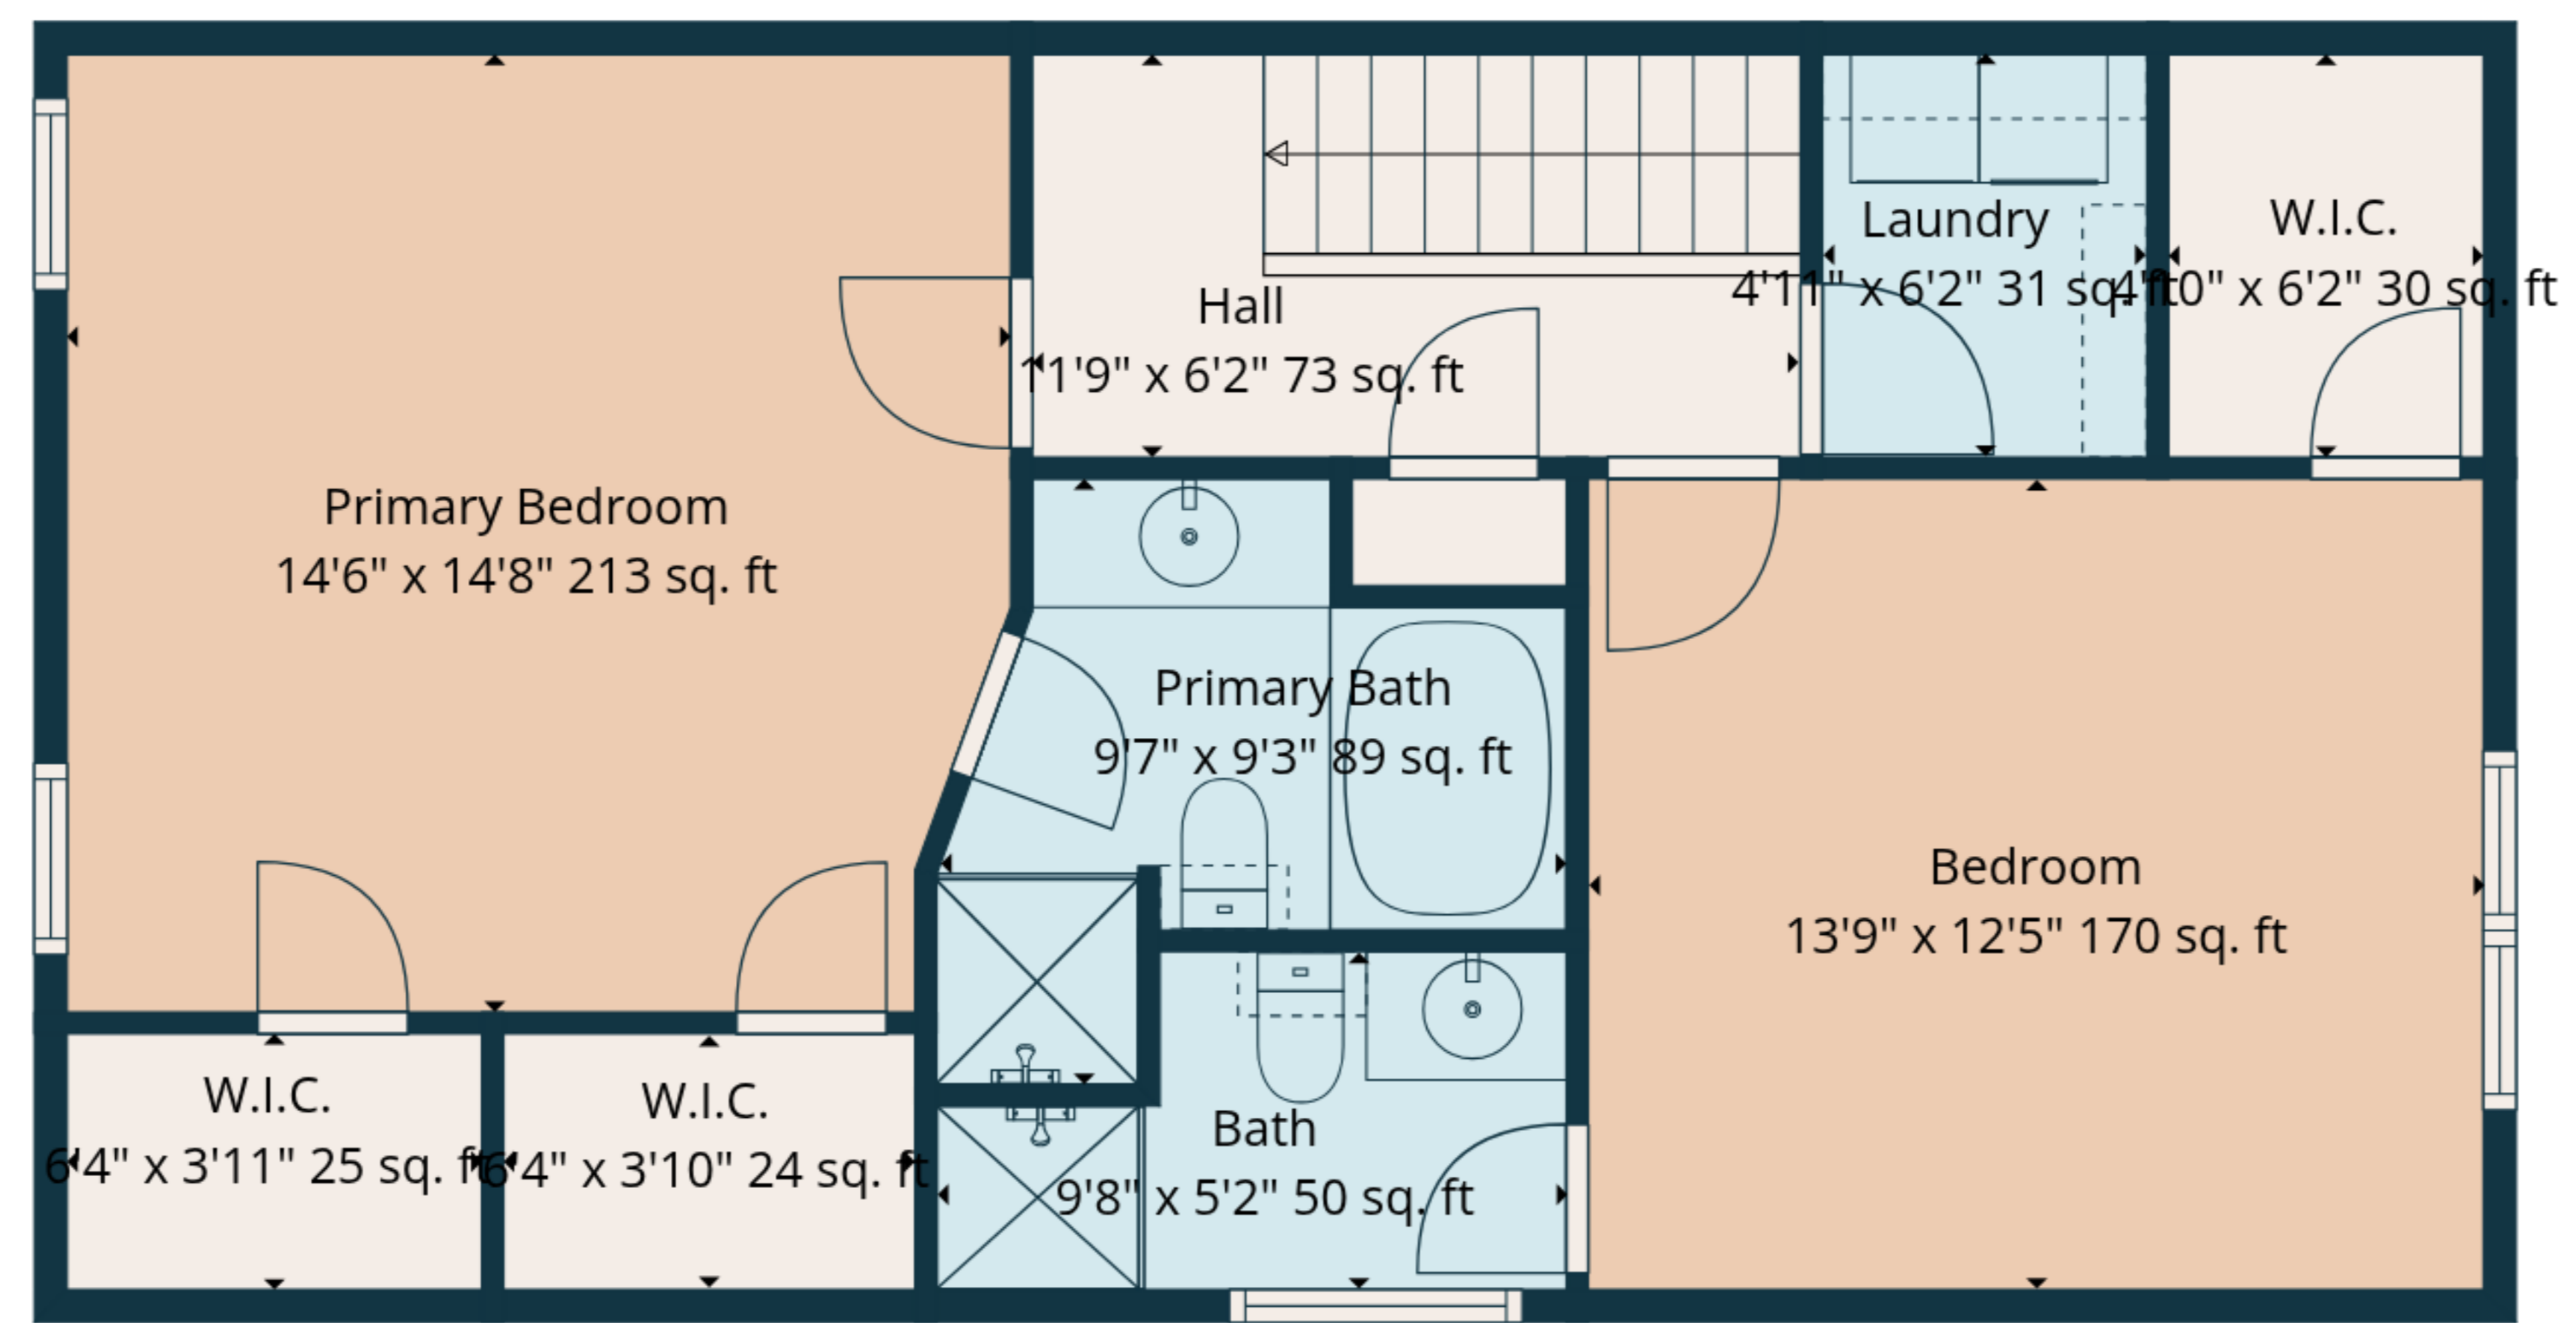 Hall
11'9" x 6'2" 73 sq. ft
Laundry
4'11" x 6'2" 31 sq. ft
W.I.C.
4'10" x 6'2" 30 sq. ft
Primary Bedroom
14'6" x 14'8" 213 sq. ft
Primary Bath
9'7" x 9'3" 89 sq. ft
Bedroom
13'9" x 12'5" 170 sq. ft
W.I.C.
6'4" x 3'11" 25 sq. ft
W.I.C.
6'4" x 3'10" 24 sq. ft
Bath
9'8" x 5'2" 50 sq. ft